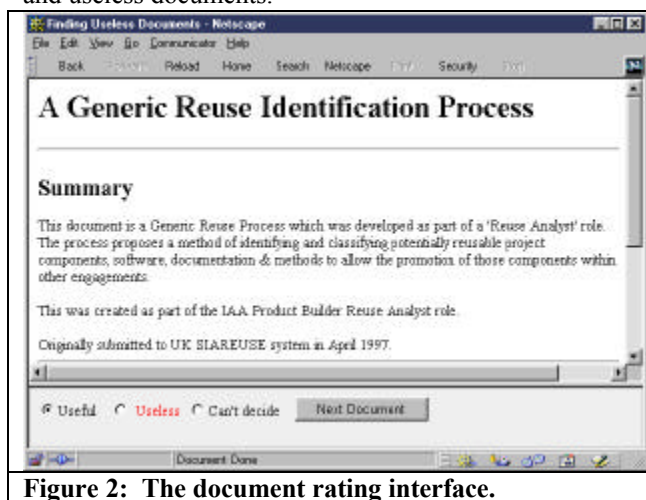 and useless documents.
Finding Useless Documents - Netscape
File Edit View Go Communicator Help
Back Reload Home Search Netscape Security
A Generic Reuse Identification Process
Summary
This document is a Generic Reuse Process which was developed as part of a 'Reuse Analyst' role.
The process proposes a method of identifying and classifying potentially reusable project
components, software, documentation & methods to allow the promotion of those components within
other engagements.
This was created as part of the IAA Product Builder Reuse Analyst role.
Originally submitted to UK SIAREUSE system in April 1997.
Useful Useless Can't decide Next Document
Document: Done
Figure 2: The document rating interface.